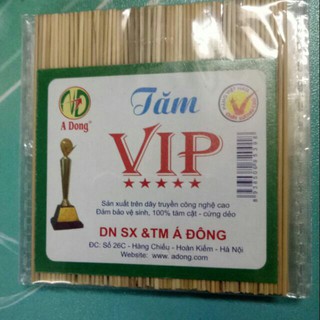 Tăm
A Dong
VIP
Sản xuất trên dây truyền công nghệ cao
Đảm bảo vệ sinh, 100% tăm cật - cứng dẻo
DN SX &TM Á ĐÔNG
ĐC: Số 26C - Hàng Chiếu - Hoàn Kiếm - Hà Nội
Website: www. adong.com